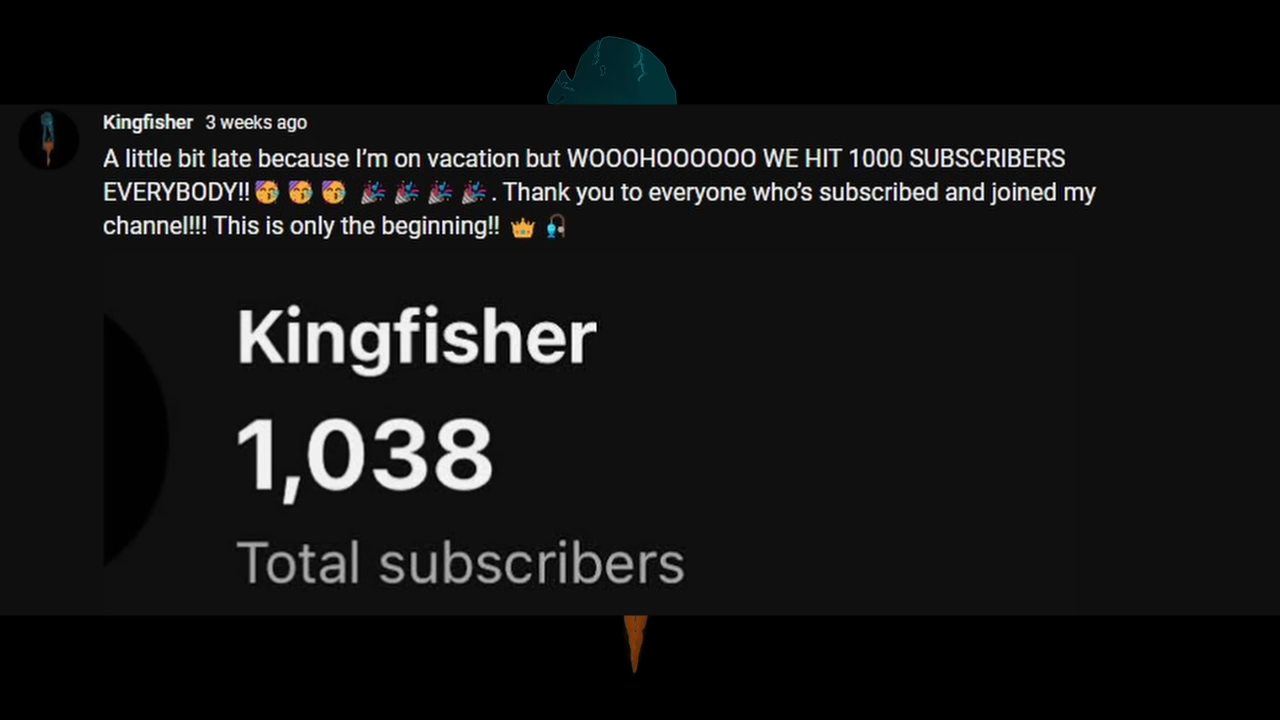 Kingfisher 3 weeks ago
A little bit late because I'm on vacation but WOOOHOOOOOO WE HIT 1000 SUBSCRIBERS
EVERYBODY!! 🥳 🥳 🥳 🎉 🎉 🎉 🎉 . Thank you to everyone who's subscribed and joined my
channel!!! This is only the beginning!! 👑 🎣
Kingfisher
1,038
Total subscribers